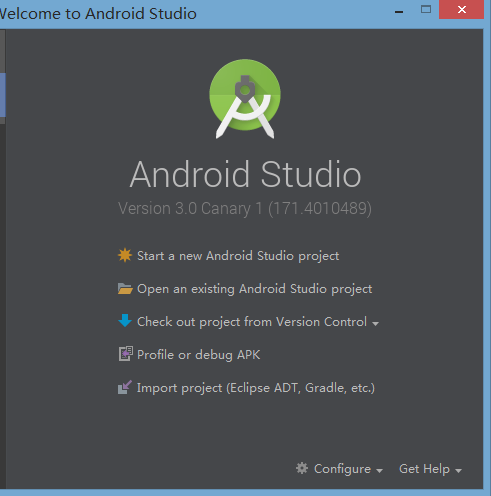 Welcome to Android Studio
Android Studio
Version 3.0 Canary 1 (171.4010489)
Start a new Android Studio project
Open an existing Android Studio project
Check out project from Version Control
Profile or debug APK
Import project (Eclipse ADT, Gradle, etc.)
Configure
Get Help